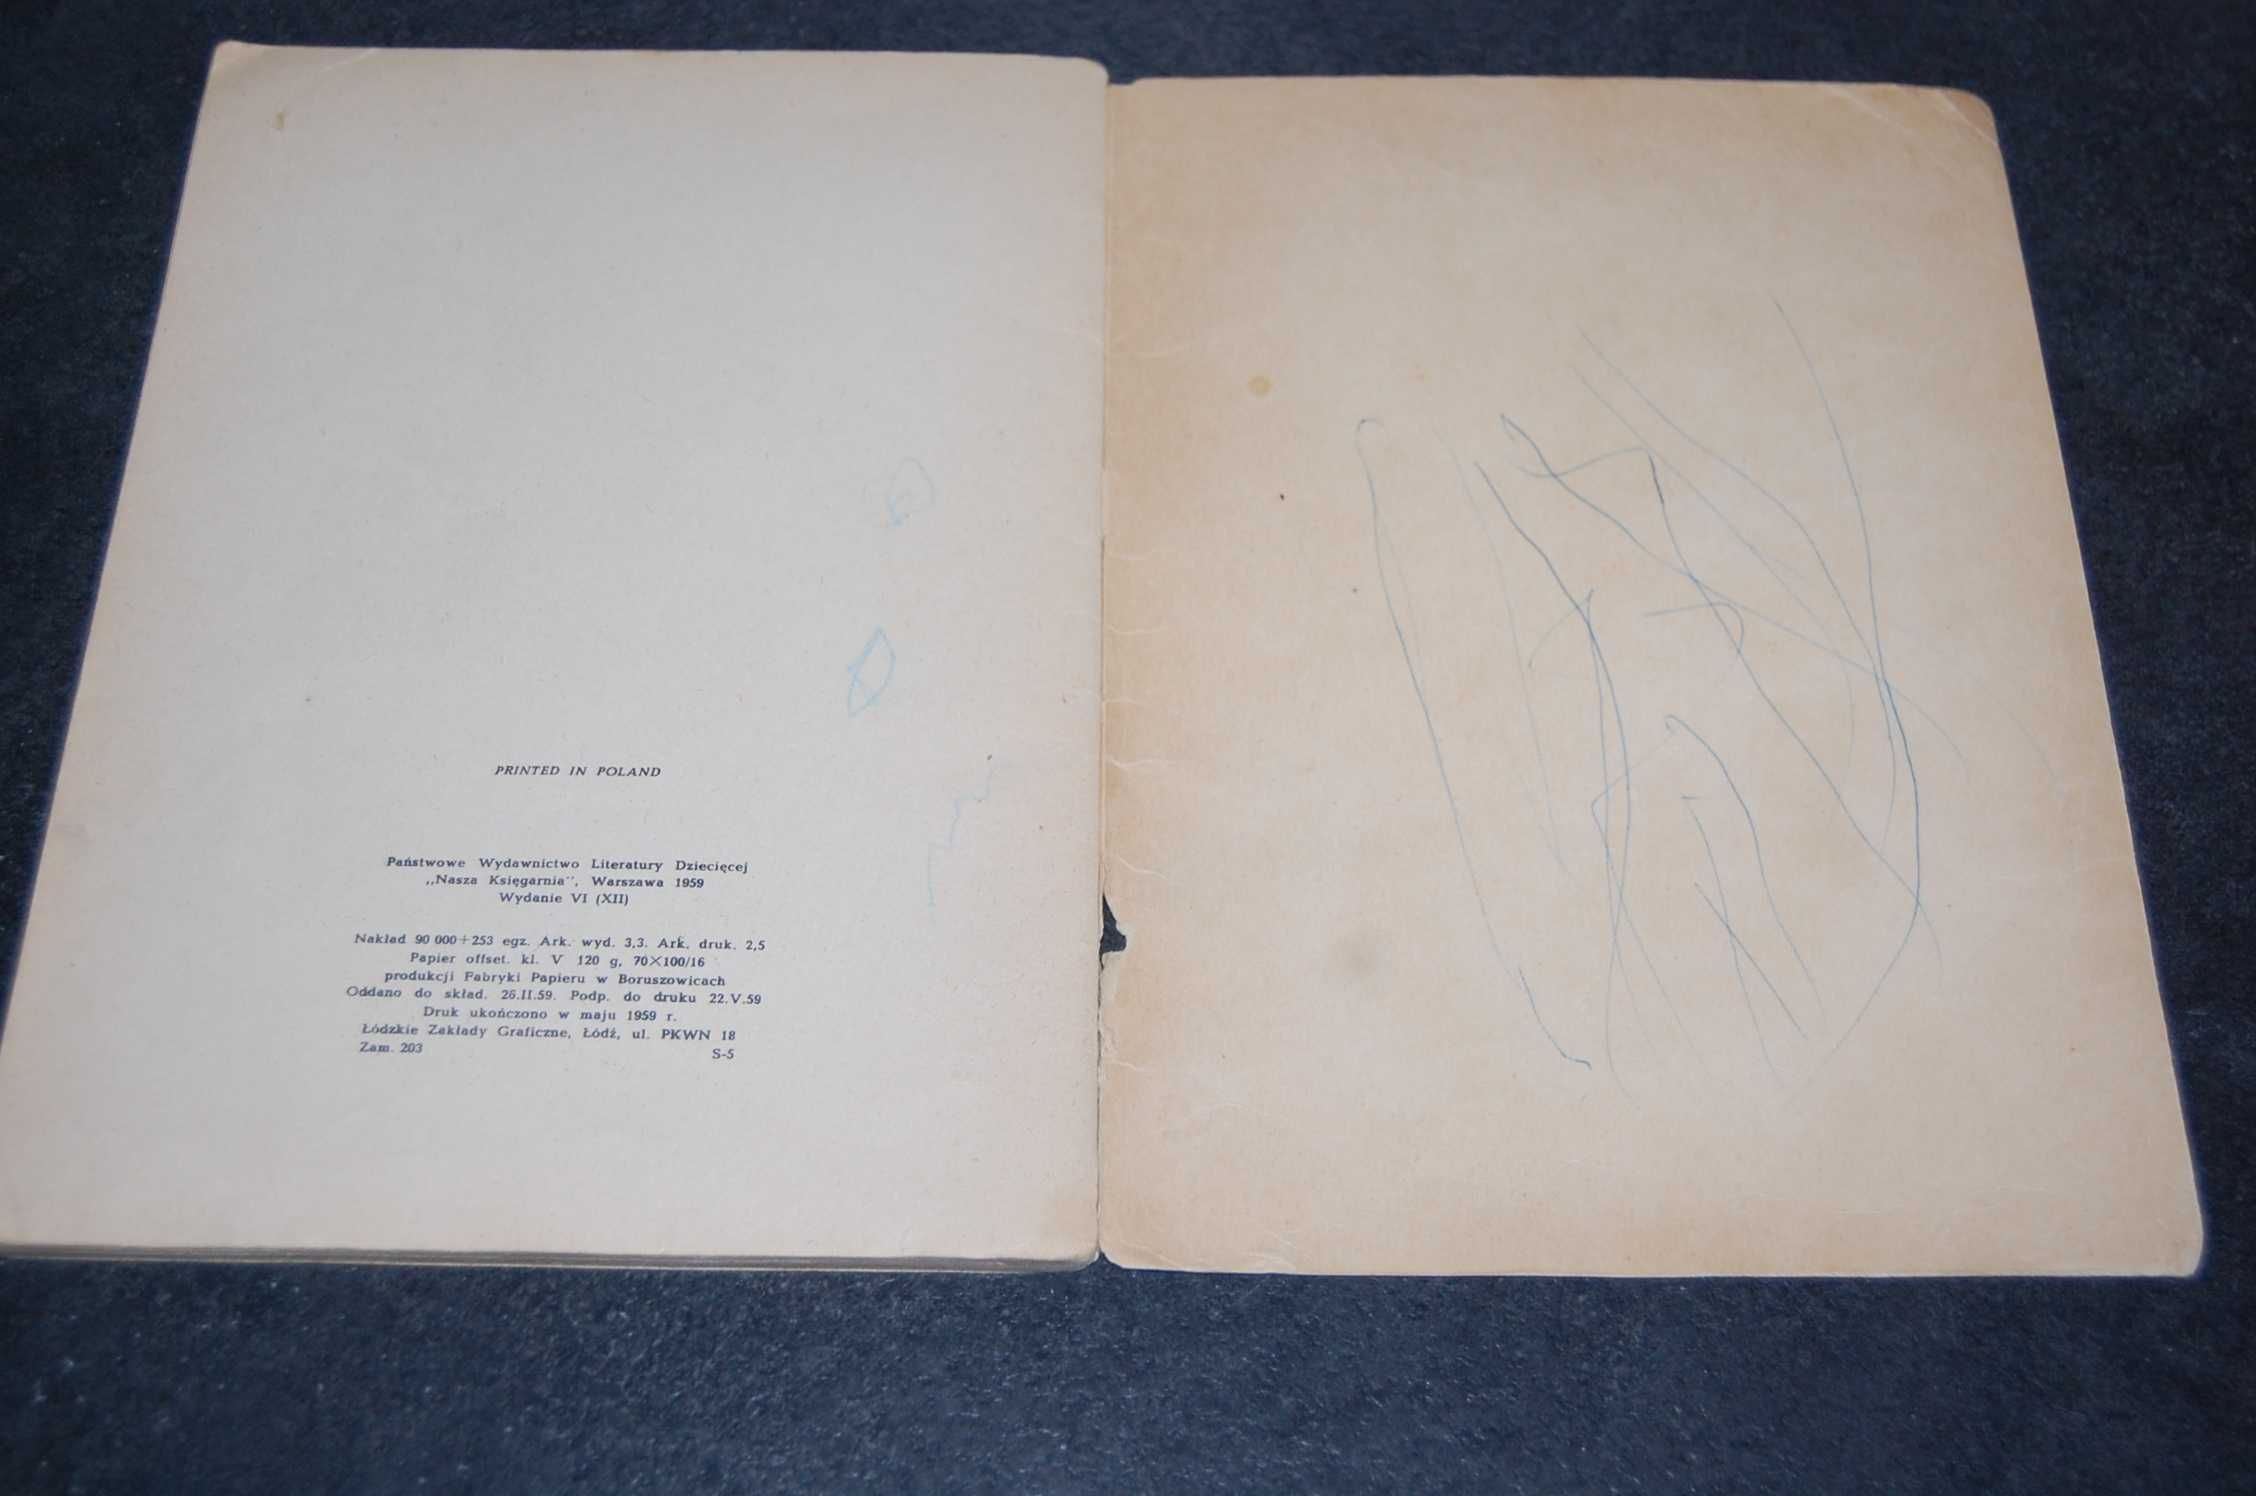 PRINTED IN POLAND
Państwowe Wydawnictwo Literatury Dziecięcej
,,Nasza Księgarnia", Warszawa 1959
Wydanie VI (XII)
Nakład 90 000+253 egz. Ark. wyd. 3,3. Ark. druk. 2,5
Papier offset. kl. V 120 g, 70×100/16
produkcji Fabryki Papieru w Boruszowicach
Oddano do skład. 26.II.59. Podp. do druku 22.V.59
Druk ukończono w maju 1959 r.
Łódzkie Zakłady Graficzne, Łódź, ul. PKWN 18
Zam. 203 S-5